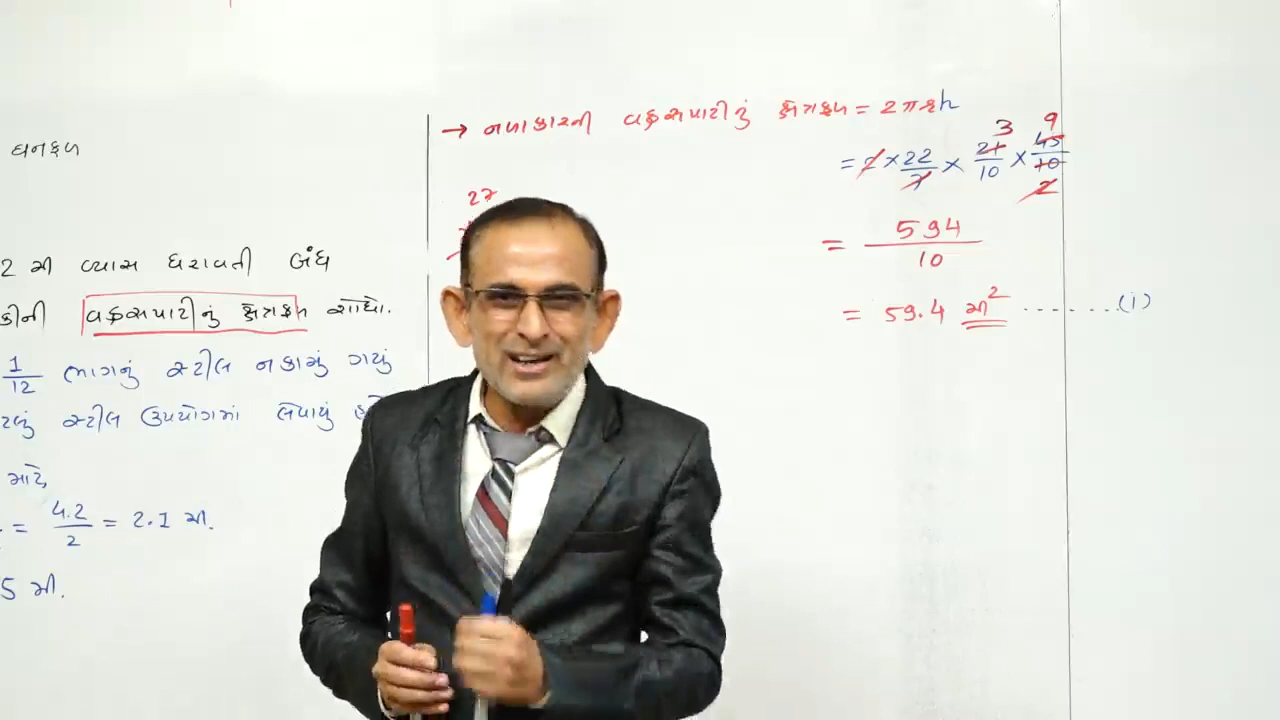 ઘનફળ
2 મી વ્યાસ ધરાવતી બંધ
વક્રસપાટીનું ક્ષેત્રફળ શોધો.
1/12 ભાગનું સ્ટીલ નકામું ગયું
સ્ટીલ ઉપયોગમાં લેવાયું
માટે,
= 4.2/2 = 2.1 મી.
5 મી.
→ નળાકારની વક્રસપાટીનું ક્ષેત્રફળ = 2πrh
= 2 × 22/7 × 21/10 × 45/10
3 9
2
27
= 594/10
= 59.4 મી² ........(i)